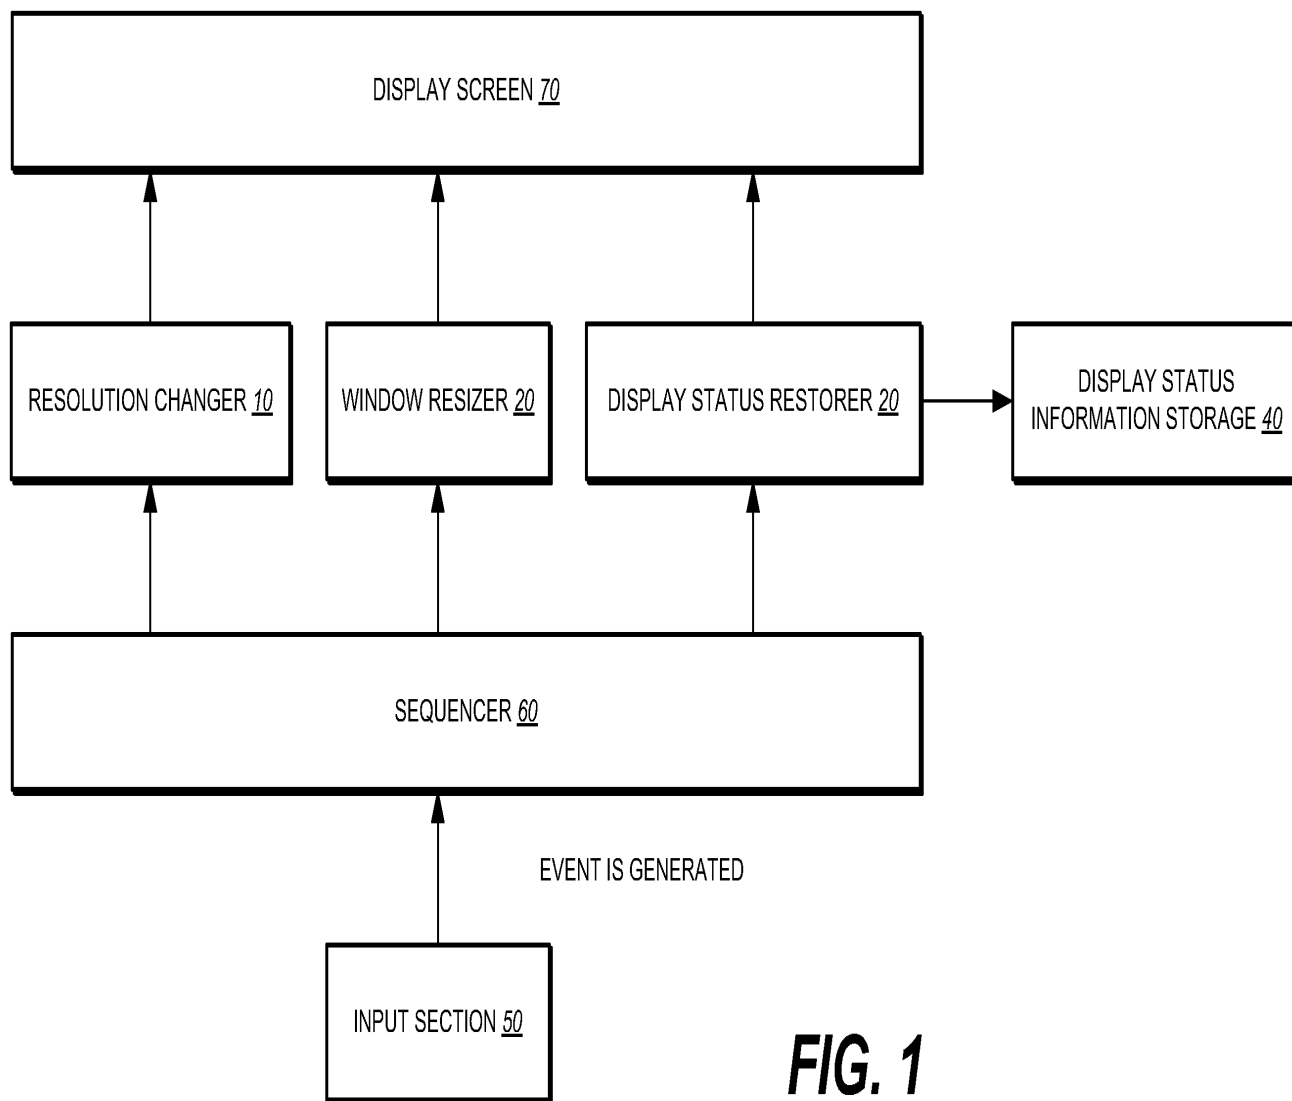 DISPLAY SCREEN 70
RESOLUTION CHANGER 10
WINDOW RESIZER 20
DISPLAY STATUS RESTORER 20
DISPLAY STATUS
INFORMATION STORAGE 40
SEQUENCER 60
EVENT IS GENERATED
INPUT SECTION 50
FIG. 1